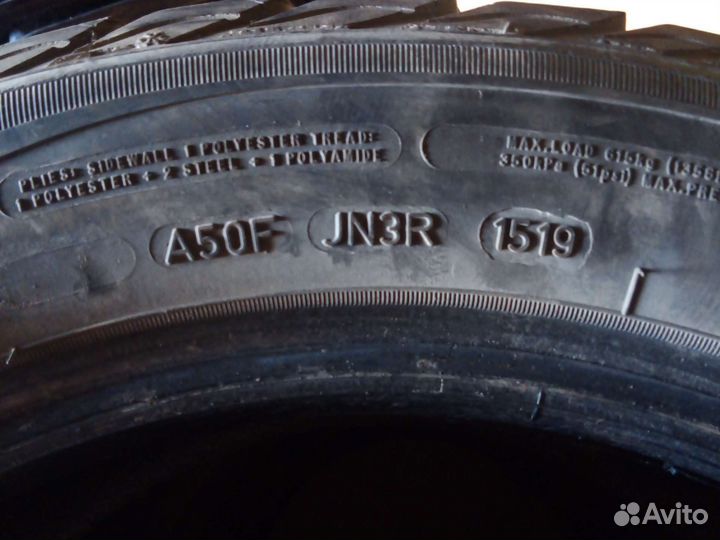 PLIES: SIDEWALL 1 POLYESTER TREAD:
1 POLYESTER + 2 STEEL + 1 POLYAMIDE
MAX.LOAD 615kg (1356
350kPa (51psi) MAX.PRE
A50F JN3R 1519
Avito